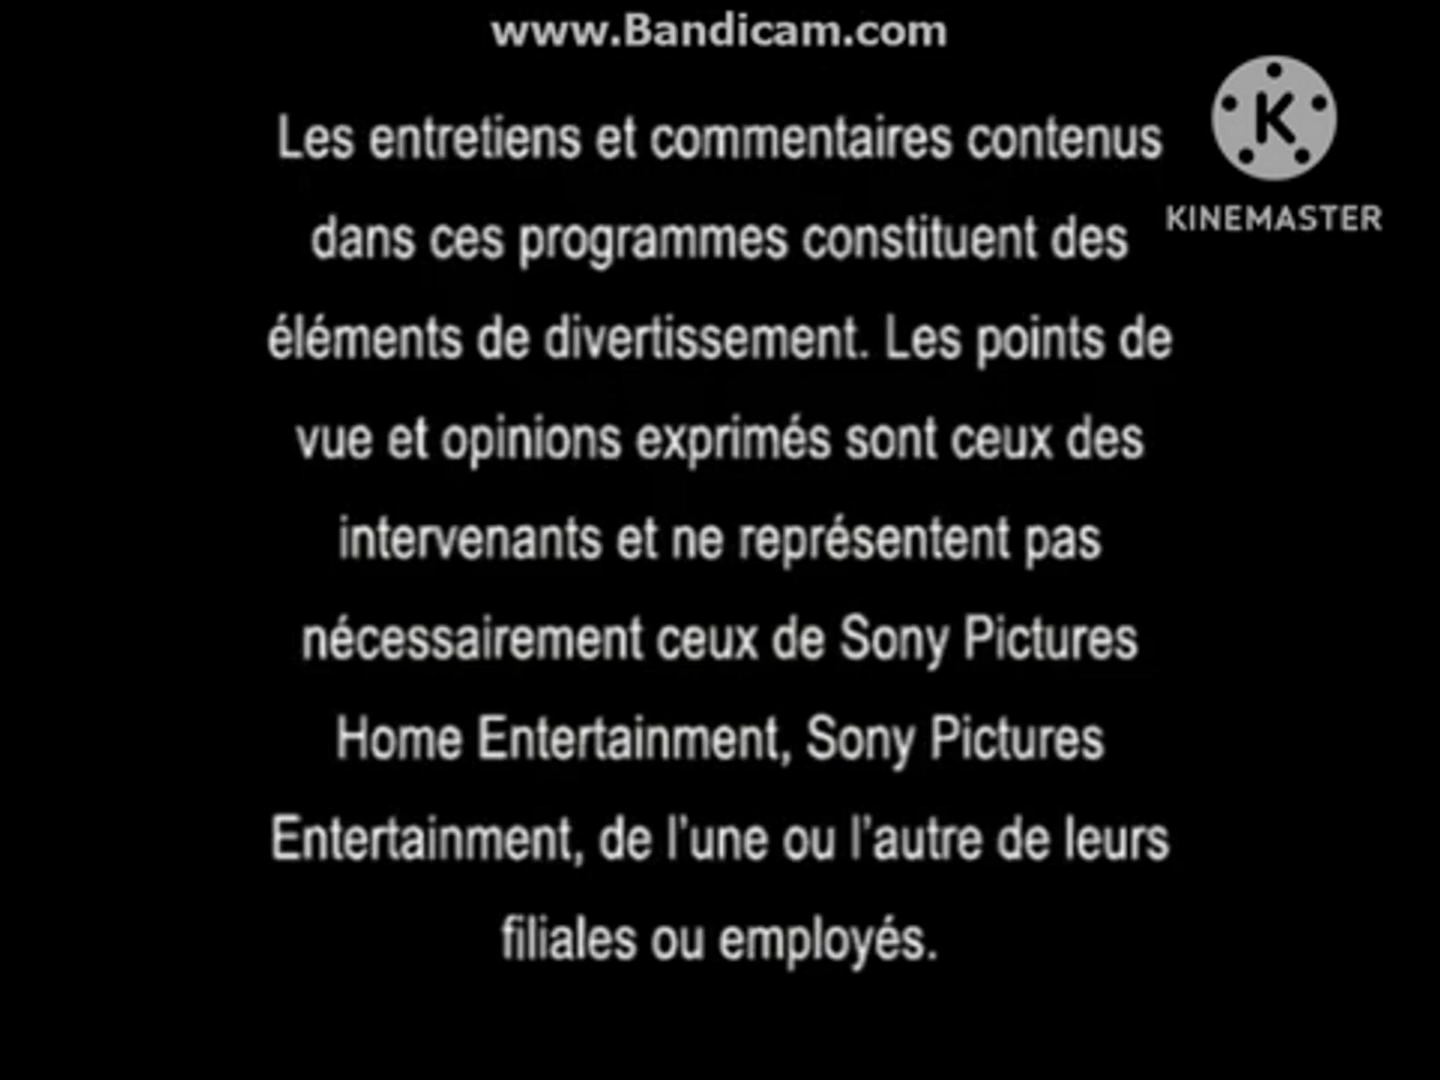 www.Bandicam.com
Les entretiens et commentaires contenus
dans ces programmes constituent des
éléments de divertissement. Les points de
vue et opinions exprimés sont ceux des
intervenants et ne représentent pas
nécessairement ceux de Sony Pictures
Home Entertainment, Sony Pictures
Entertainment, de l'une ou l'autre de leurs
filiales ou employés.
K
KINEMASTER